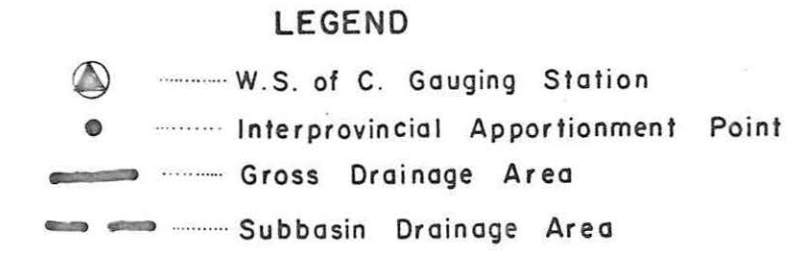 LEGEND
W.S. of C. Gauging Station
Interprovincial Apportionment Point
Gross Drainage Area
Subbasin Drainage Area